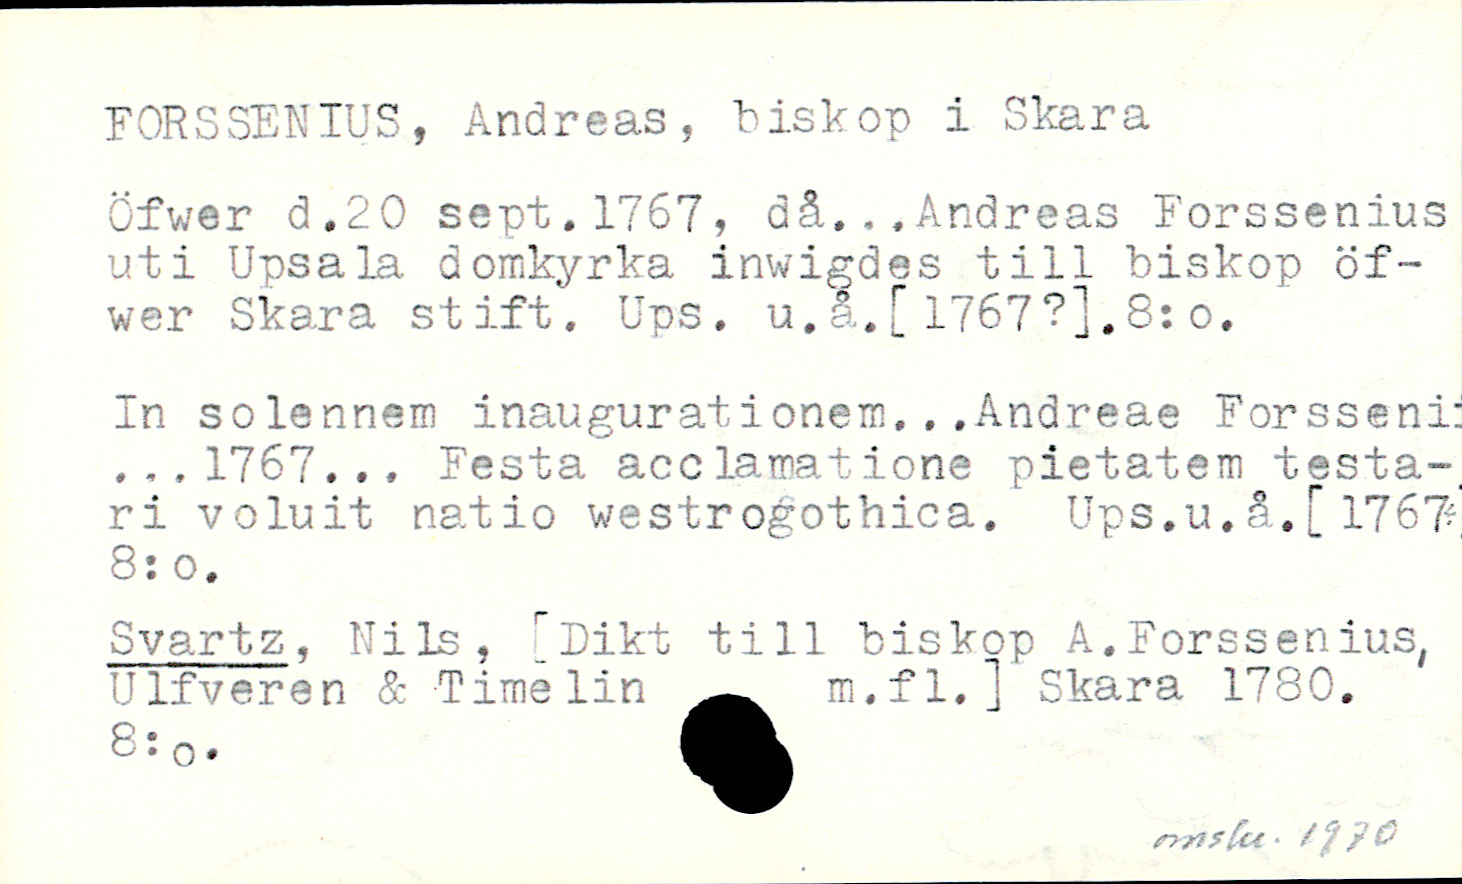 FORSSENIUS, Andreas, biskop i Skara
Öfwer d.20 sept.1767, då...Andreas Forssenius
uti Upsala domkyrka inwigdes till biskop öf-
wer Skara stift. Ups. u.å.[1767?].8:o.
In solennem inaugurationem...Andreae Forssenii
...1767... Festa acclamatione pietatem testa-
ri voluit natio westrogothica. Ups.u.å.[1767?]
8:o.
Svartz, Nils, [Dikt till biskop A.Forssenius,
Ulfveren & Timelin m.fl.] Skara 1780.
8:o.
omskr. 1970